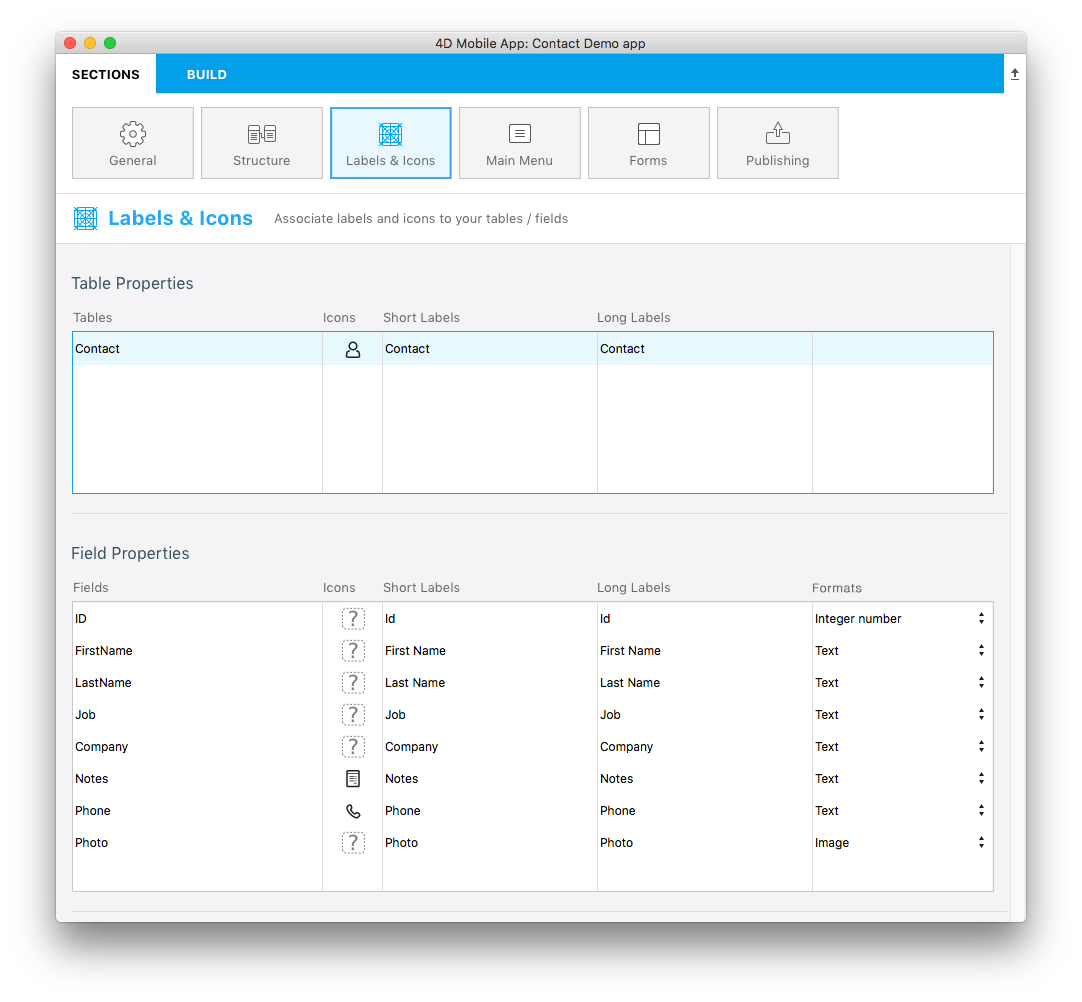 4D Mobile App: Contact Demo app
SECTIONS BUILD
General Structure Labels & Icons Main Menu Forms Publishing
Labels & Icons Associate labels and icons to your tables / fields
Table Properties
Tables Icons Short Labels Long Labels
Contact Contact Contact
Field Properties
Fields Icons Short Labels Long Labels Formats
ID ? Id Id Integer number
FirstName ? First Name First Name Text
LastName ? Last Name Last Name Text
Job ? Job Job Text
Company ? Company Company Text
Notes Notes Notes Text
Phone Phone Phone Text
Photo ? Photo Photo Image